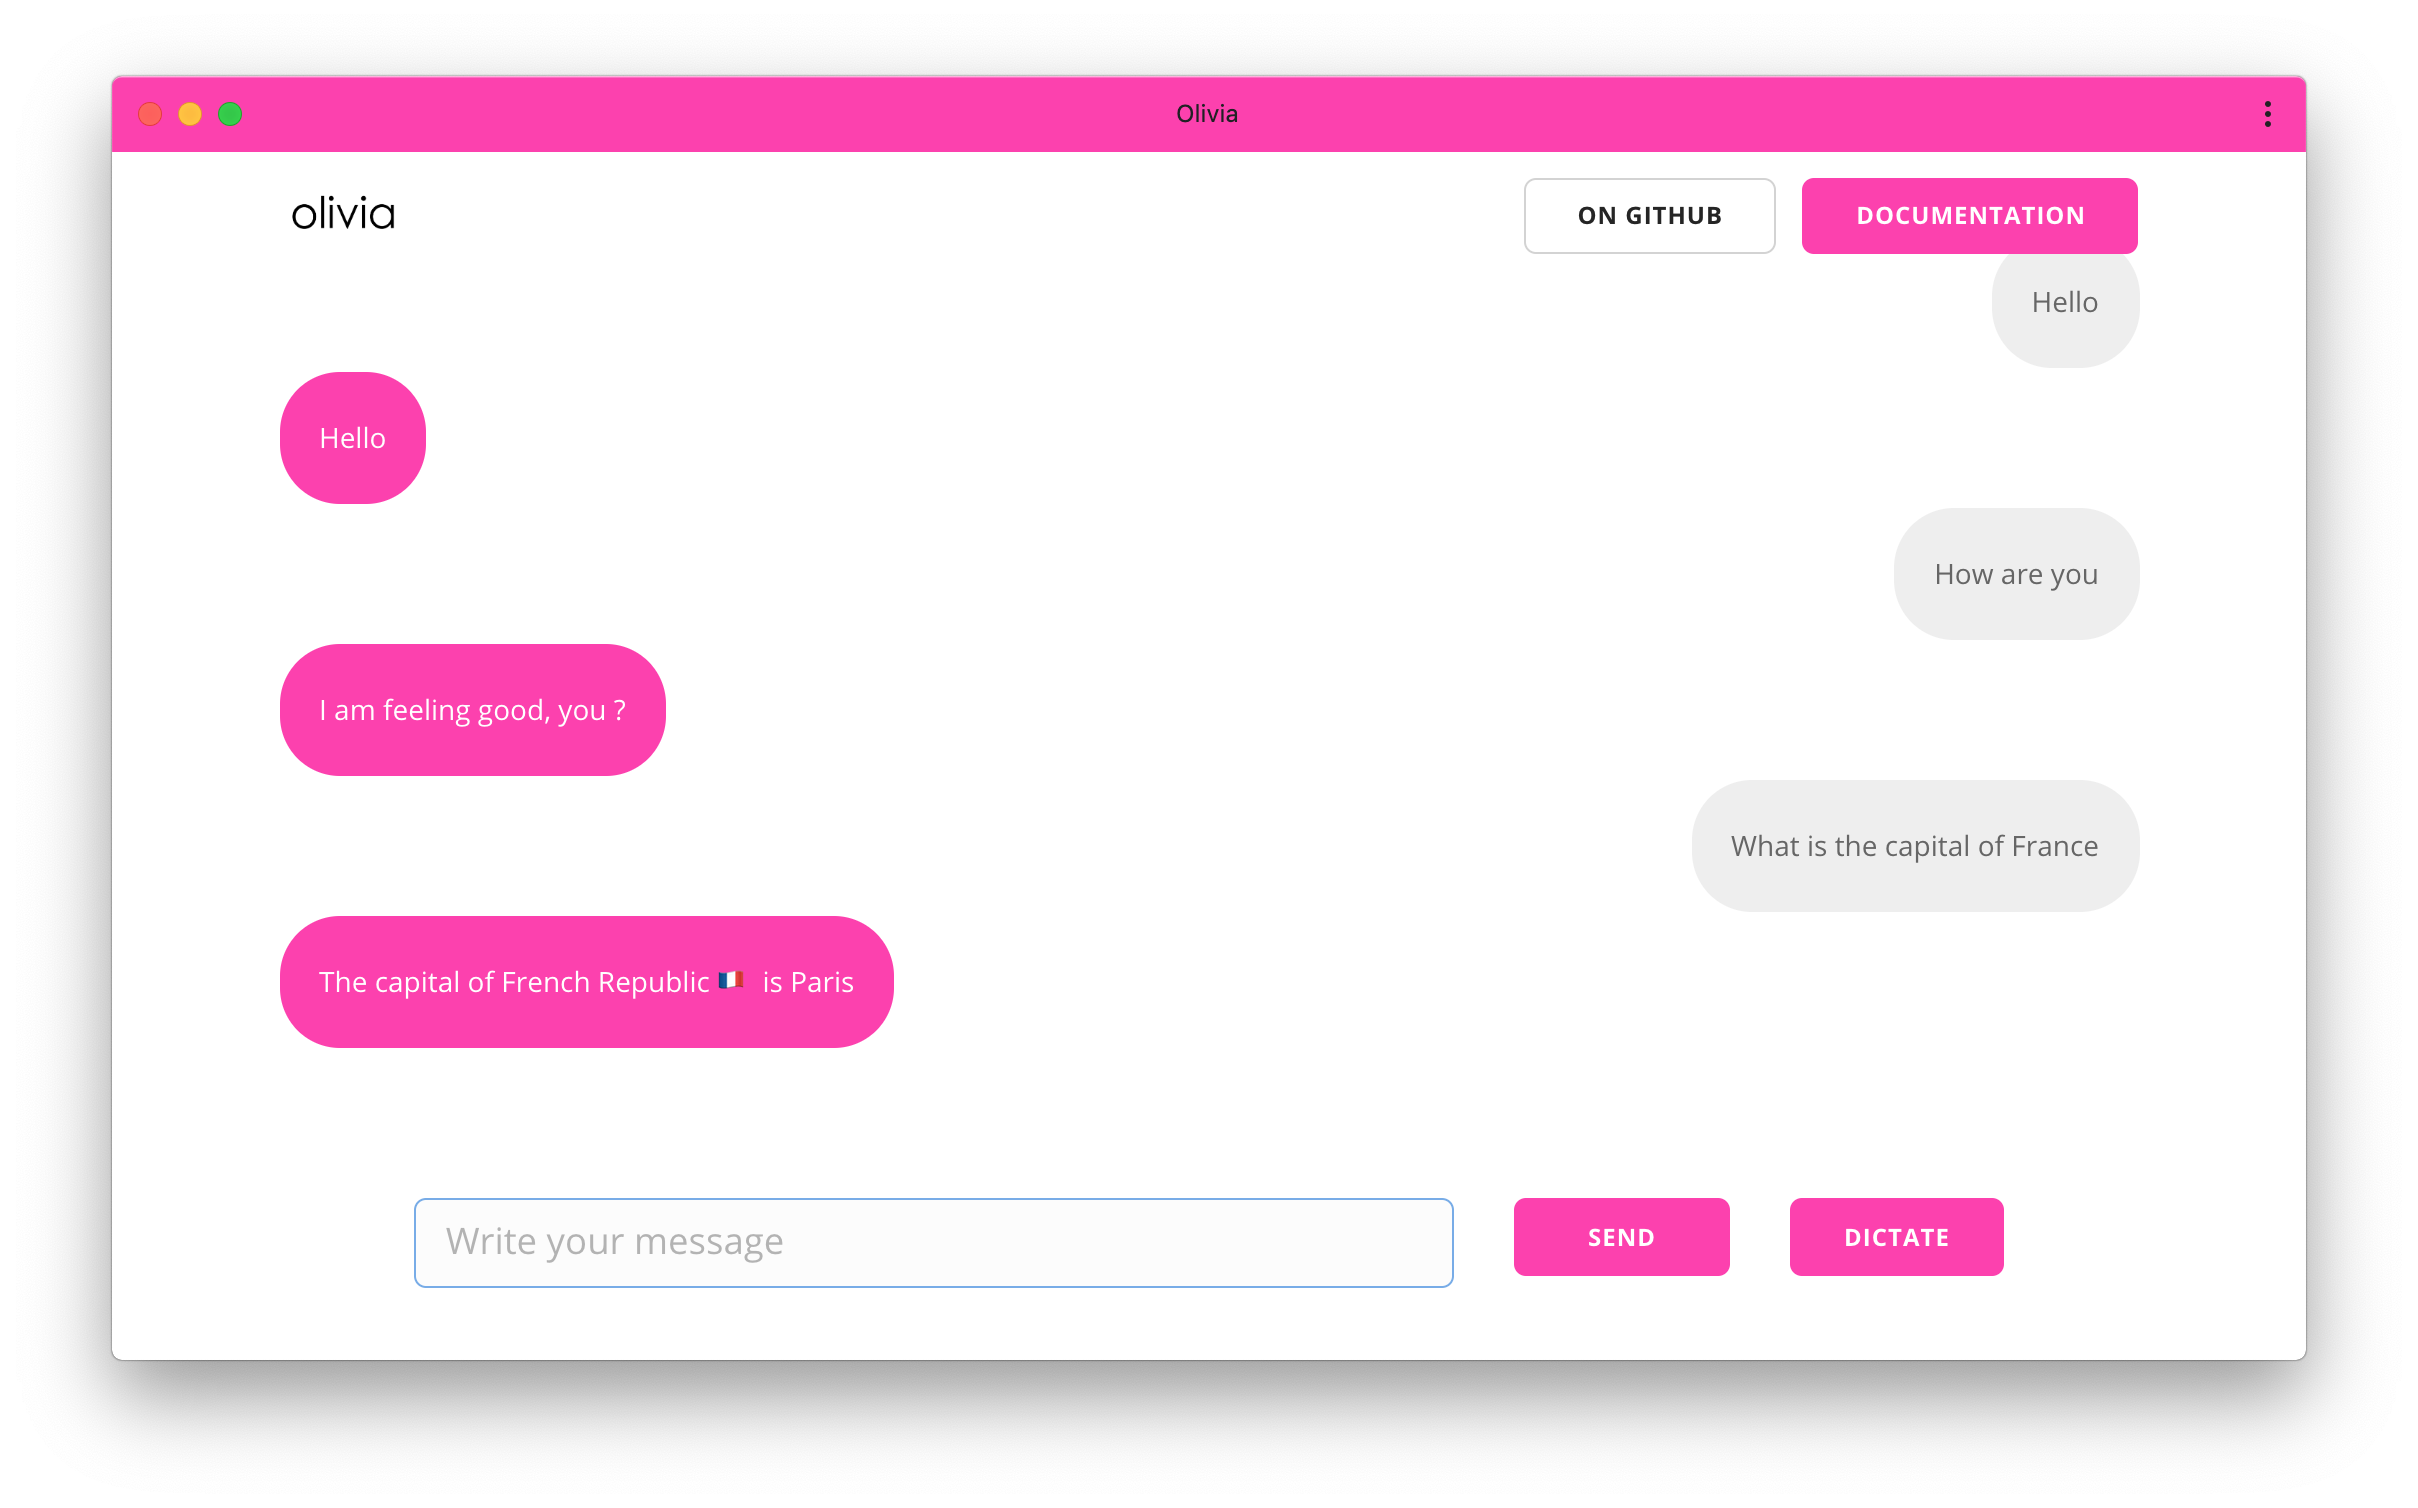 Olivia
olivia
ON GITHUB
DOCUMENTATION
Hello
Hello
How are you
I am feeling good, you ?
What is the capital of France
The capital of French Republic 🇫🇷 is Paris
Write your message
SEND
DICTATE